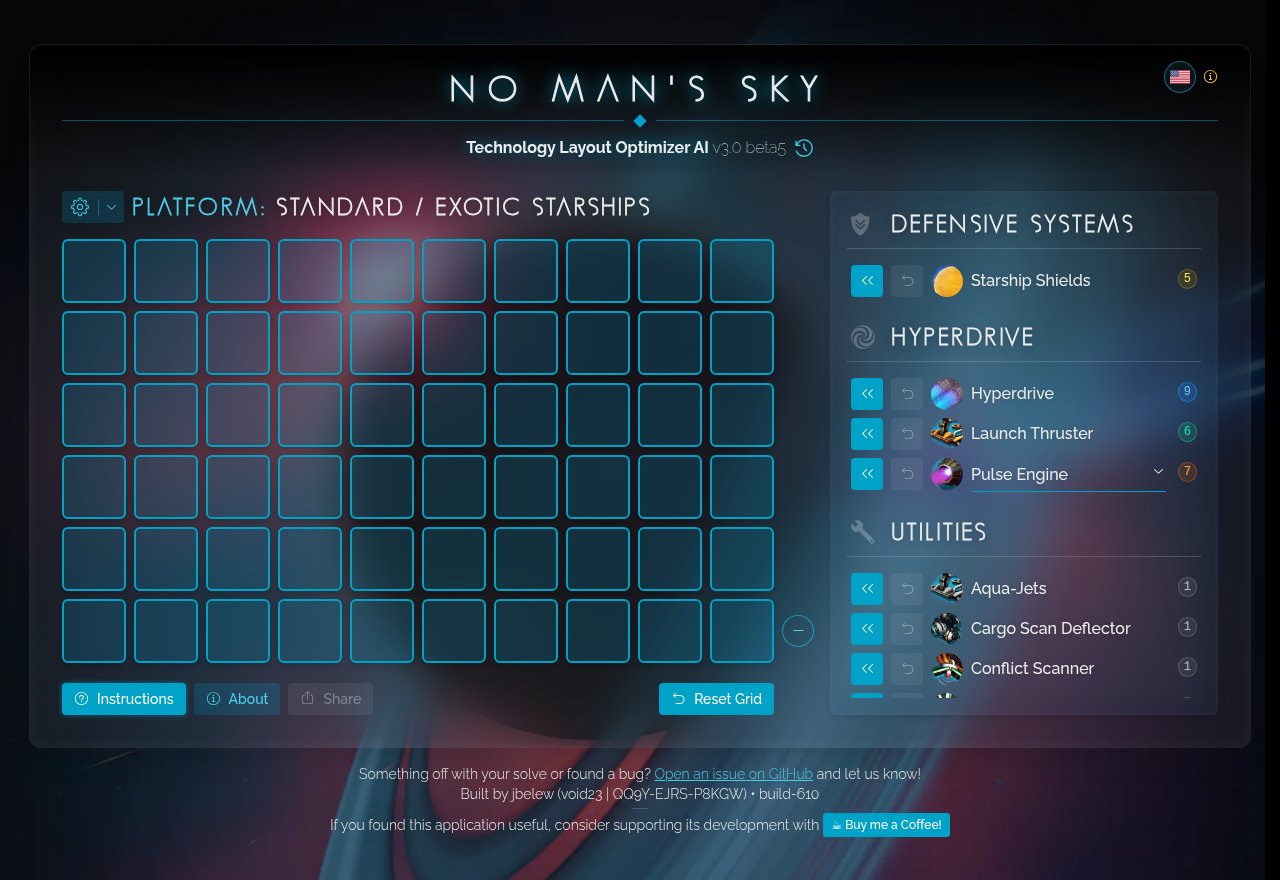 NO MAN'S SKY
Technology Layout Optimizer AI v3.0 beta5
PLATFORM: STANDARD / EXOTIC STARSHIPS
DEFENSIVE SYSTEMS
Starship Shields 5
HYPERDRIVE
Hyperdrive 9
Launch Thruster 6
Pulse Engine 7
UTILITIES
Aqua-Jets 1
Cargo Scan Deflector 1
Conflict Scanner 1
Instructions About Share Reset Grid
Something off with your solve or found a bug? Open an issue on GitHub and let us know!
Built by jbelew (void23 | QQ9Y-EJRS-P8KGW) • build-610
If you found this application useful, consider supporting its development with ☕ Buy me a Coffee!